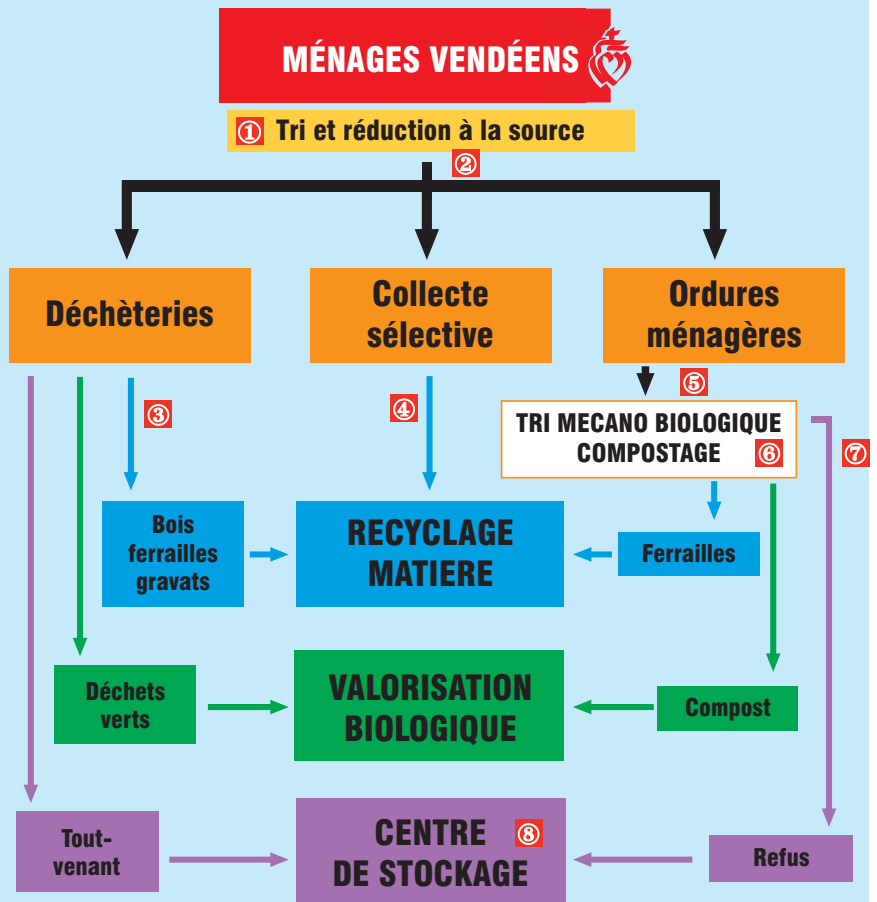 MÉNAGES VENDÉENS
① Tri et réduction à la source
②
Déchèteries
Collecte
sélective
Ordures
ménagères
③
④
⑤
TRI MECANO BIOLOGIQUE
COMPOSTAGE ⑥
⑦
Bois
ferrailles
gravats
RECYCLAGE
MATIERE
Ferrailles
Déchets
verts
VALORISATION
BIOLOGIQUE
Compost
Tout-
venant
CENTRE ⑧
DE STOCKAGE
Refus